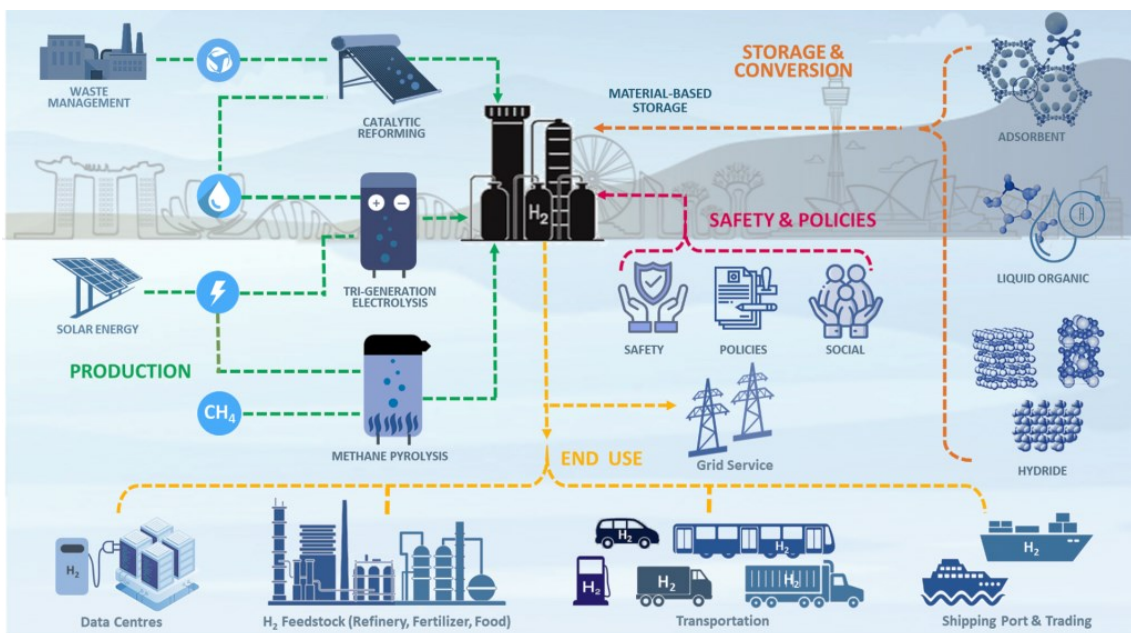 WASTE
MANAGEMENT
CATALYTIC
REFORMING
STORAGE &
CONVERSION
MATERIAL-BASED
STORAGE
ADSORBENT
+ −
H₂
SAFETY & POLICIES
H
LIQUID ORGANIC
SOLAR ENERGY
TRI-GENERATION
ELECTROLYSIS
SAFETY
POLICIES
SOCIAL
PRODUCTION
CH₄
METHANE PYROLYSIS
Grid Service
HYDRIDE
END USE
H₂
H₂
H₂
H₂
H₂
H₂
H₂
Data Centres
H₂ Feedstock (Refinery, Fertilizer, Food)
Transportation
Shipping Port & Trading